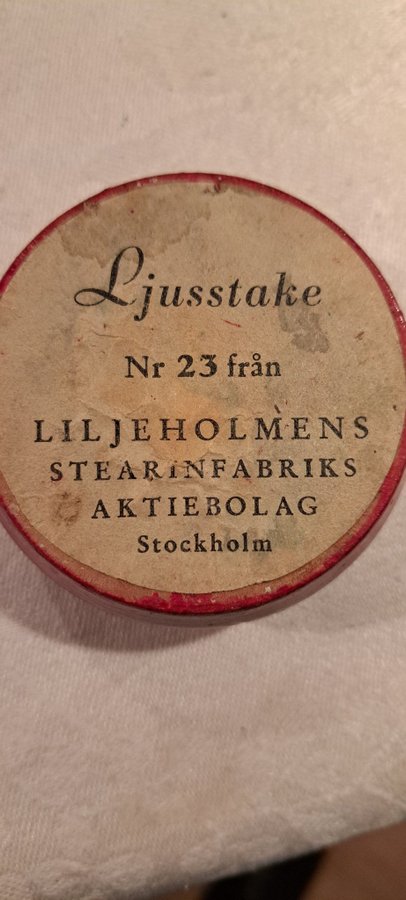 Ljusstake
Nr 23 från
LILJEHOLMENS
STEARINFABRIKS
AKTIEBOLAG
Stockholm